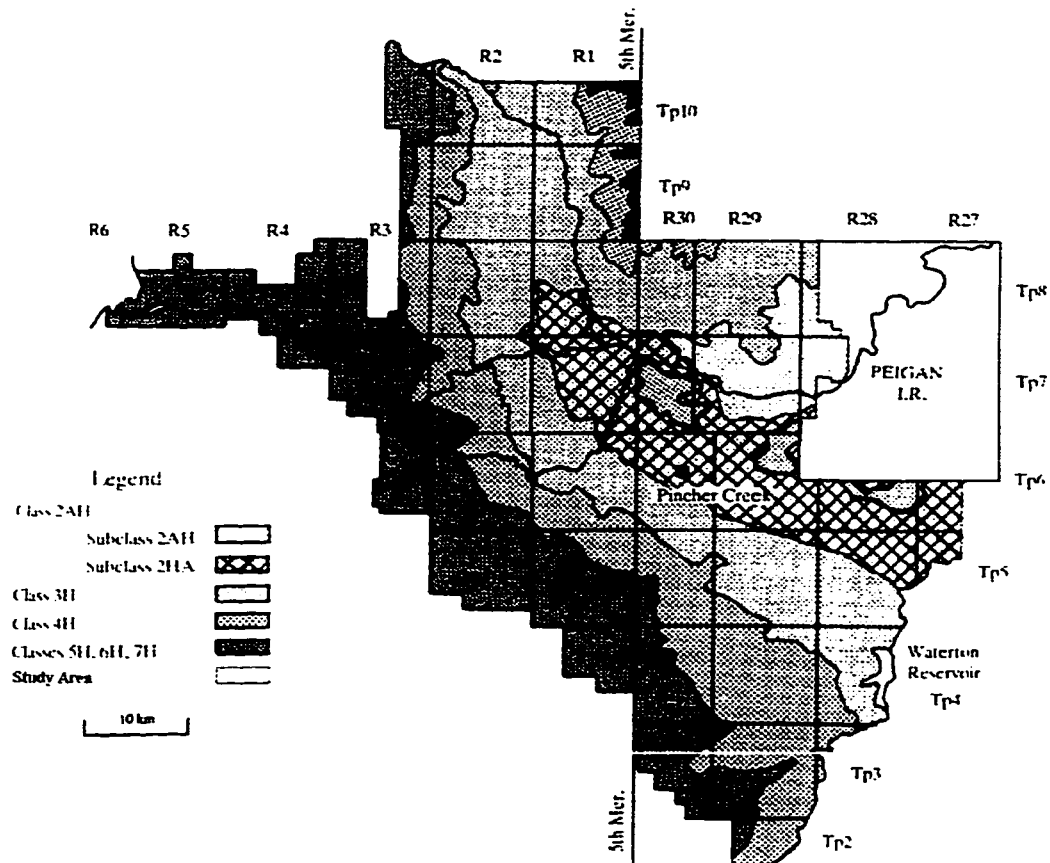 5th Mer.
R2
R1
Tp10
Tp9
R6
R5
R4
R3
R30
R29
R28
R27
Tp8
PEIGAN
I.R.
Tp7
Legend
Class 2AH
Subclass 2AH
Subclass 2HA
Class 3H
Class 4H
Classes 5H, 6H, 7H
Study Area
10 km
Pincher Creek
Tp6
Tp5
Waterton
Reservoir
Tp4
Tp3
5th Mer.
Tp2